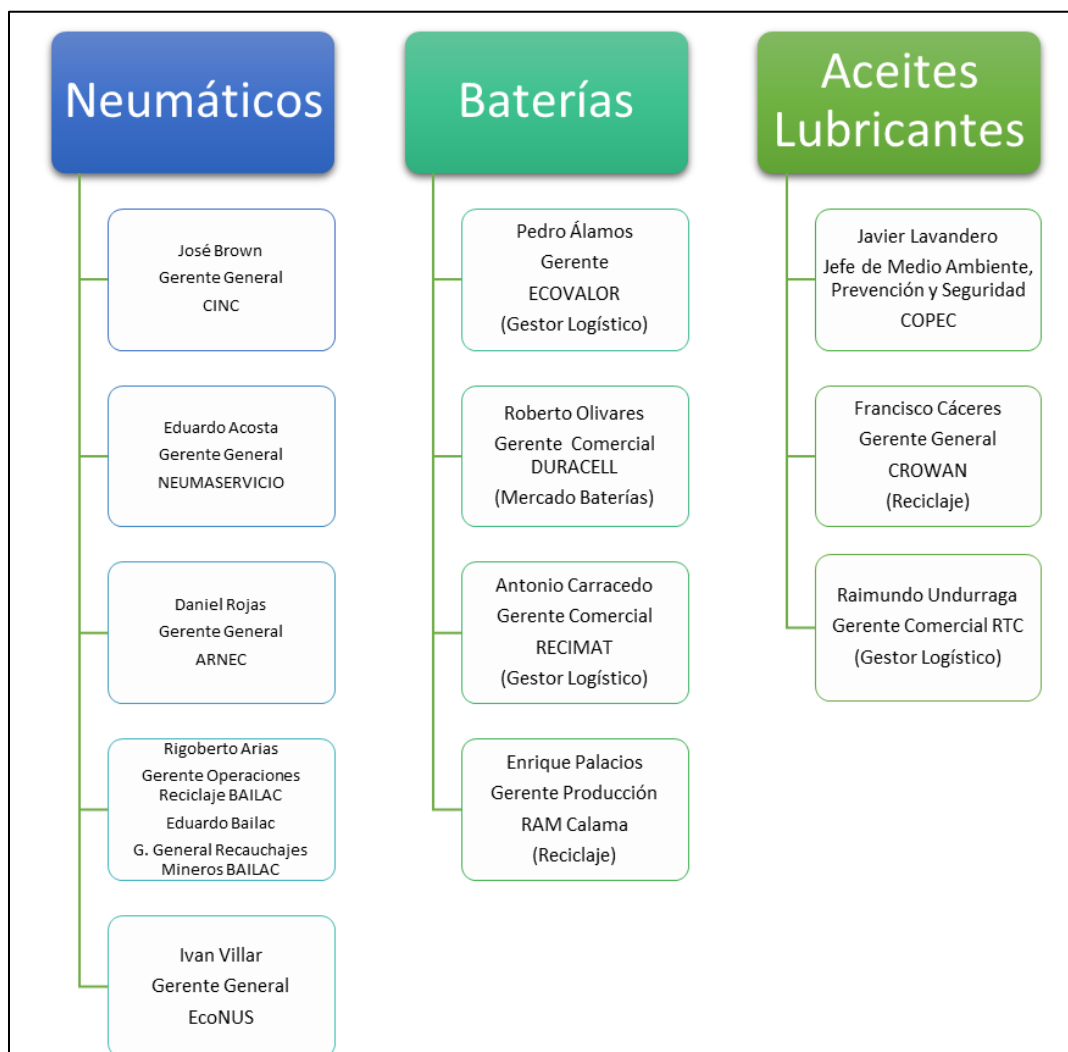 Neumáticos
José Brown
Gerente General
CINC
Eduardo Acosta
Gerente General
NEUMASERVICIO
Daniel Rojas
Gerente General
ARNEC
Rigoberto Arias
Gerente Operaciones
Reciclaje BAILAC
Eduardo Bailac
G. General Recauchajes
Mineros BAILAC
Ivan Villar
Gerente General
EcoNUS
Baterías
Pedro Álamos
Gerente
ECOVALOR
(Gestor Logístico)
Roberto Olivares
Gerente Comercial
DURACELL
(Mercado Baterías)
Antonio Carracedo
Gerente Comercial
RECIMAT
(Gestor Logístico)
Enrique Palacios
Gerente Producción
RAM Calama
(Reciclaje)
Aceites
Lubricantes
Javier Lavandero
Jefe de Medio Ambiente,
Prevención y Seguridad
COPEC
Francisco Cáceres
Gerente General
CROWAN
(Reciclaje)
Raimundo Undurraga
Gerente Comercial RTC
(Gestor Logístico)